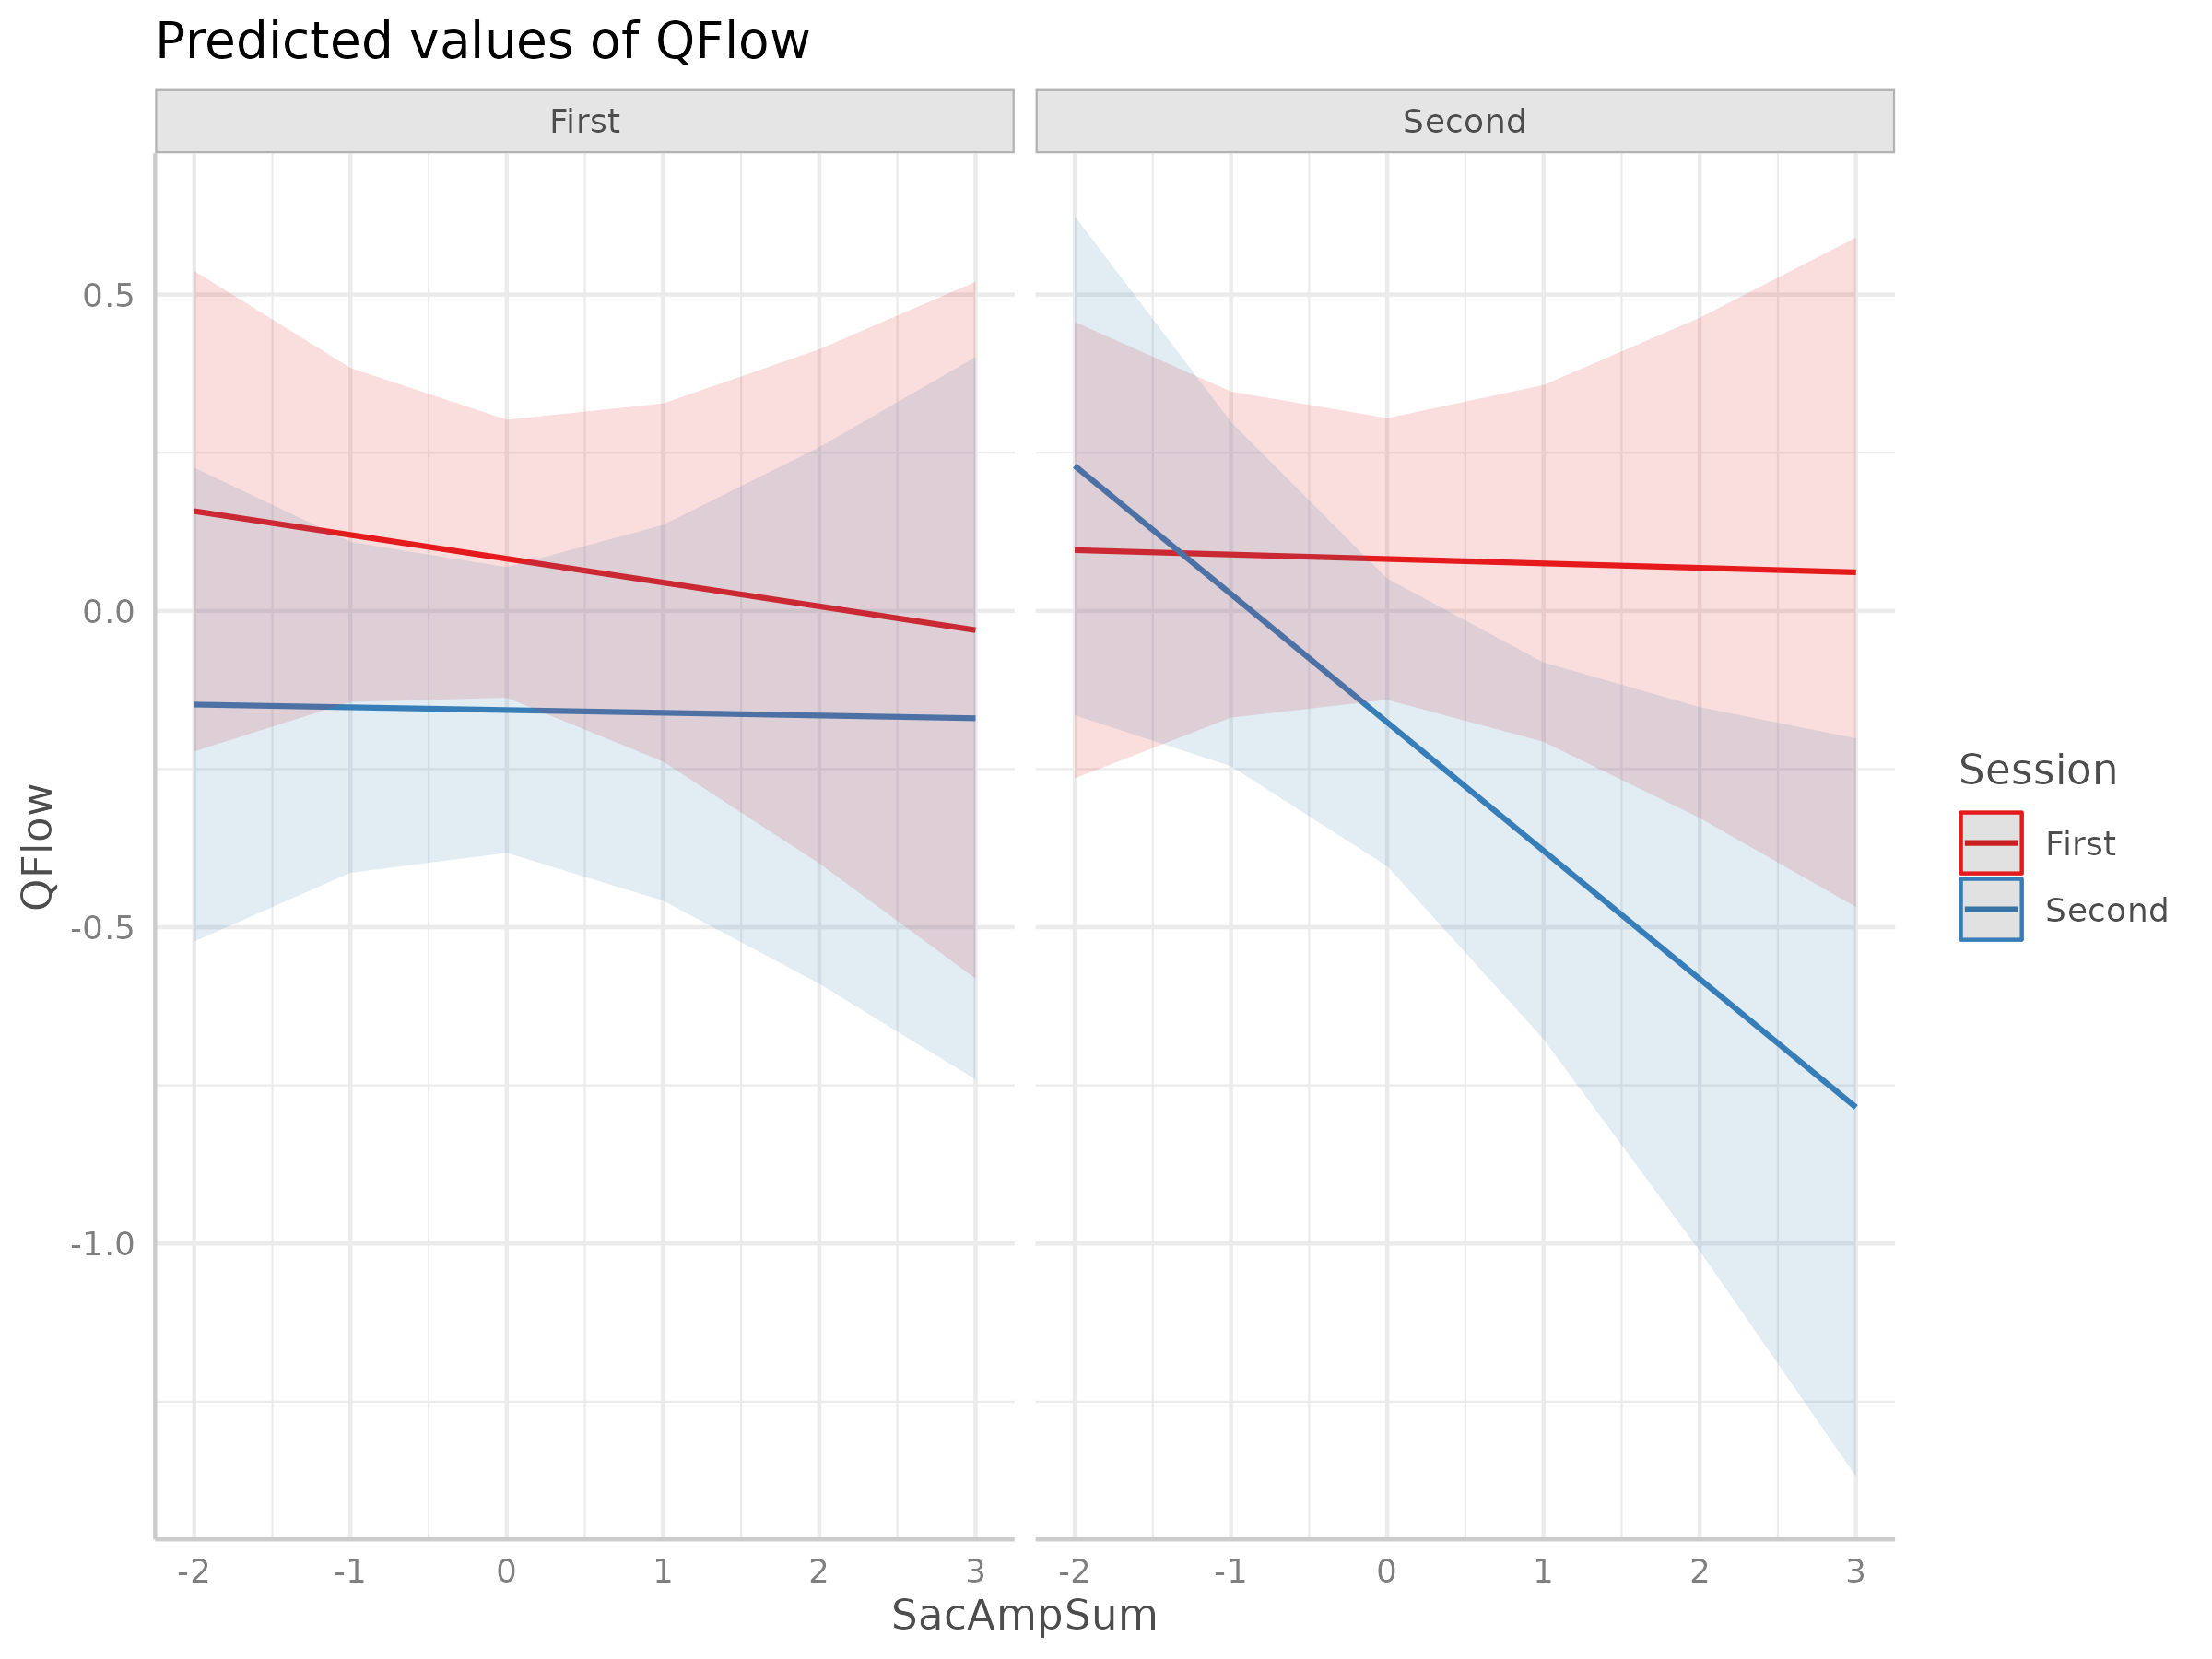 Predicted values of QFlow
First
Second
QFlow
0.5
0.0
-0.5
-1.0
-2 -1 0 1 2 3
-2 -1 0 1 2 3
SacAmpSum
Session
First
Second